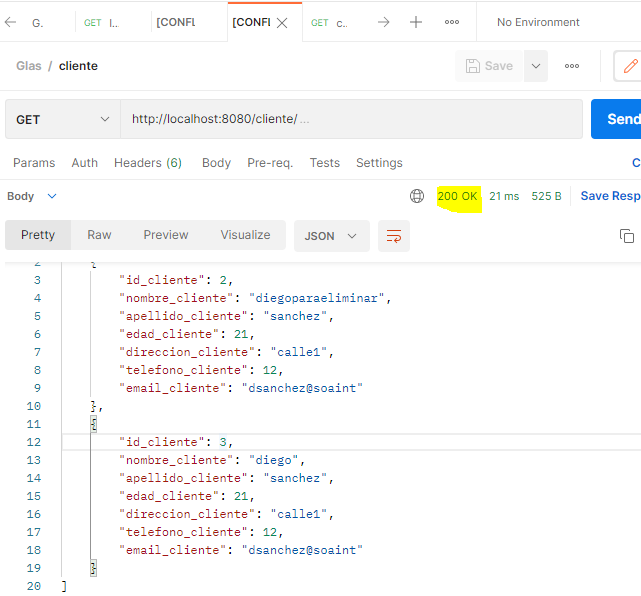 G. GET I.. [CONFL [CONFI GET c.. No Environment
Glas / cliente Save
GET http://localhost:8080/cliente/ ... Send
Params Auth Headers (6) Body Pre-req. Tests Settings C
Body 200 OK 21 ms 525 B Save Resp
Pretty Raw Preview Visualize JSON
2 {
3 "id_cliente": 2,
4 "nombre_cliente": "diegoparaeliminar",
5 "apellido_cliente": "sanchez",
6 "edad_cliente": 21,
7 "direccion_cliente": "calle1",
8 "telefono_cliente": 12,
9 "email_cliente": "dsanchez@soaint"
10 },
11 {
12 "id_cliente": 3,
13 "nombre_cliente": "diego",
14 "apellido_cliente": "sanchez",
15 "edad_cliente": 21,
16 "direccion_cliente": "calle1",
17 "telefono_cliente": 12,
18 "email_cliente": "dsanchez@soaint"
19 }
20 ]